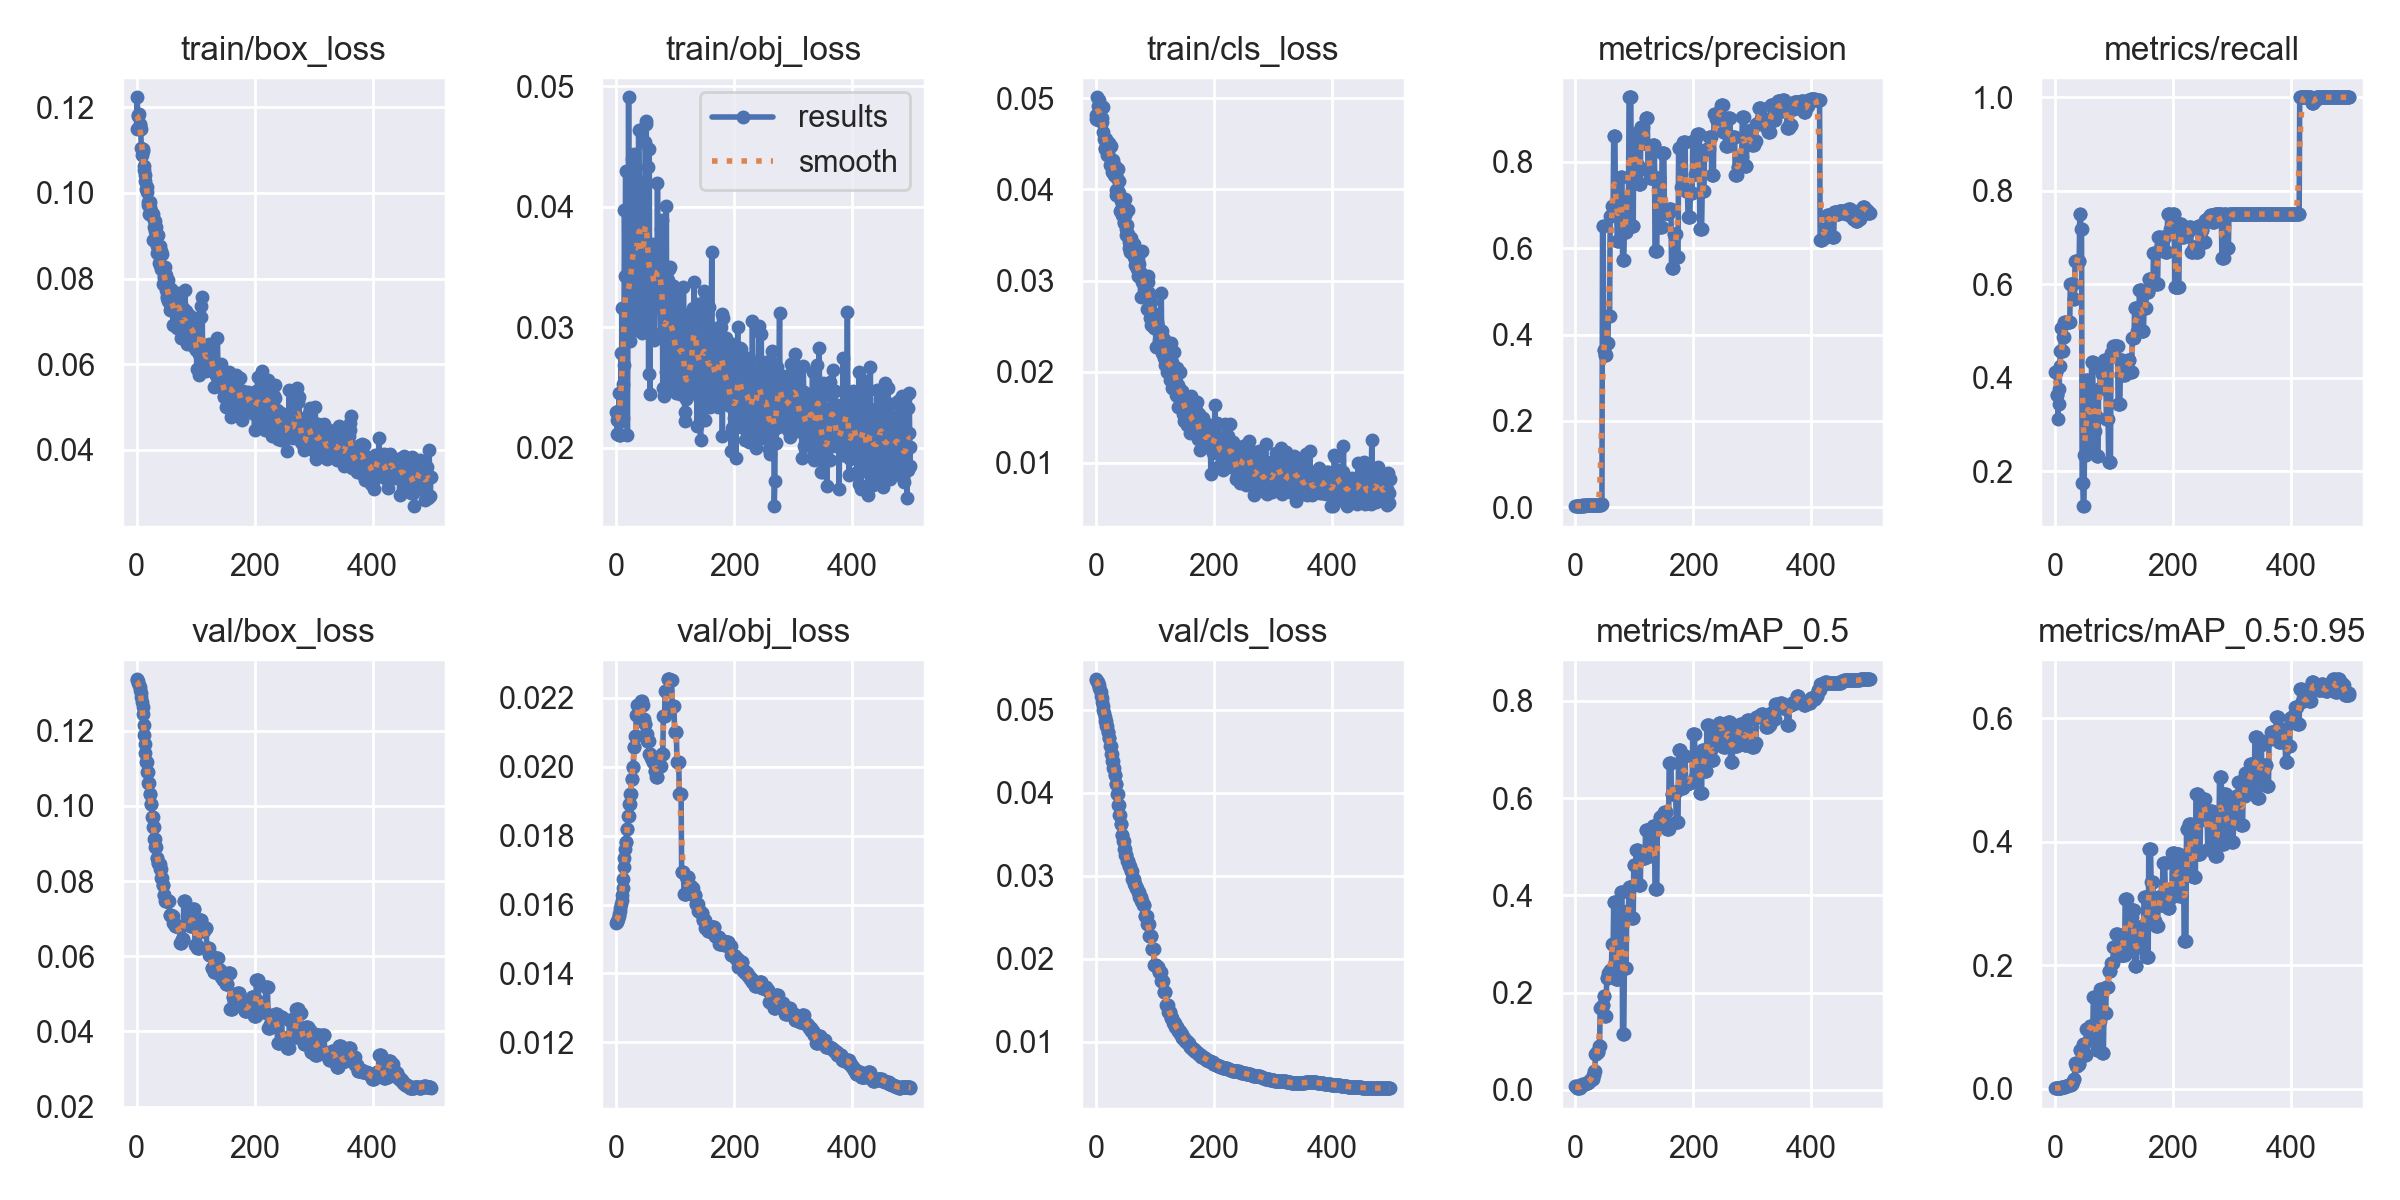 train/box_loss
train/obj_loss
train/cls_loss
metrics/precision
metrics/recall
0.12
0.10
0.08
0.06
0.04
0 200 400
0.05
0.04
0.03
0.02
results
smooth
0 200 400
0.05
0.04
0.03
0.02
0.01
0 200 400
0.8
0.6
0.4
0.2
0.0
0 200 400
1.0
0.8
0.6
0.4
0.2
0 200 400
val/box_loss
val/obj_loss
val/cls_loss
metrics/mAP_0.5
metrics/mAP_0.5:0.95
0.12
0.10
0.08
0.06
0.04
0.02
0 200 400
0.022
0.020
0.018
0.016
0.014
0.012
0 200 400
0.05
0.04
0.03
0.02
0.01
0 200 400
0.8
0.6
0.4
0.2
0.0
0 200 400
0.6
0.4
0.2
0.0
0 200 400